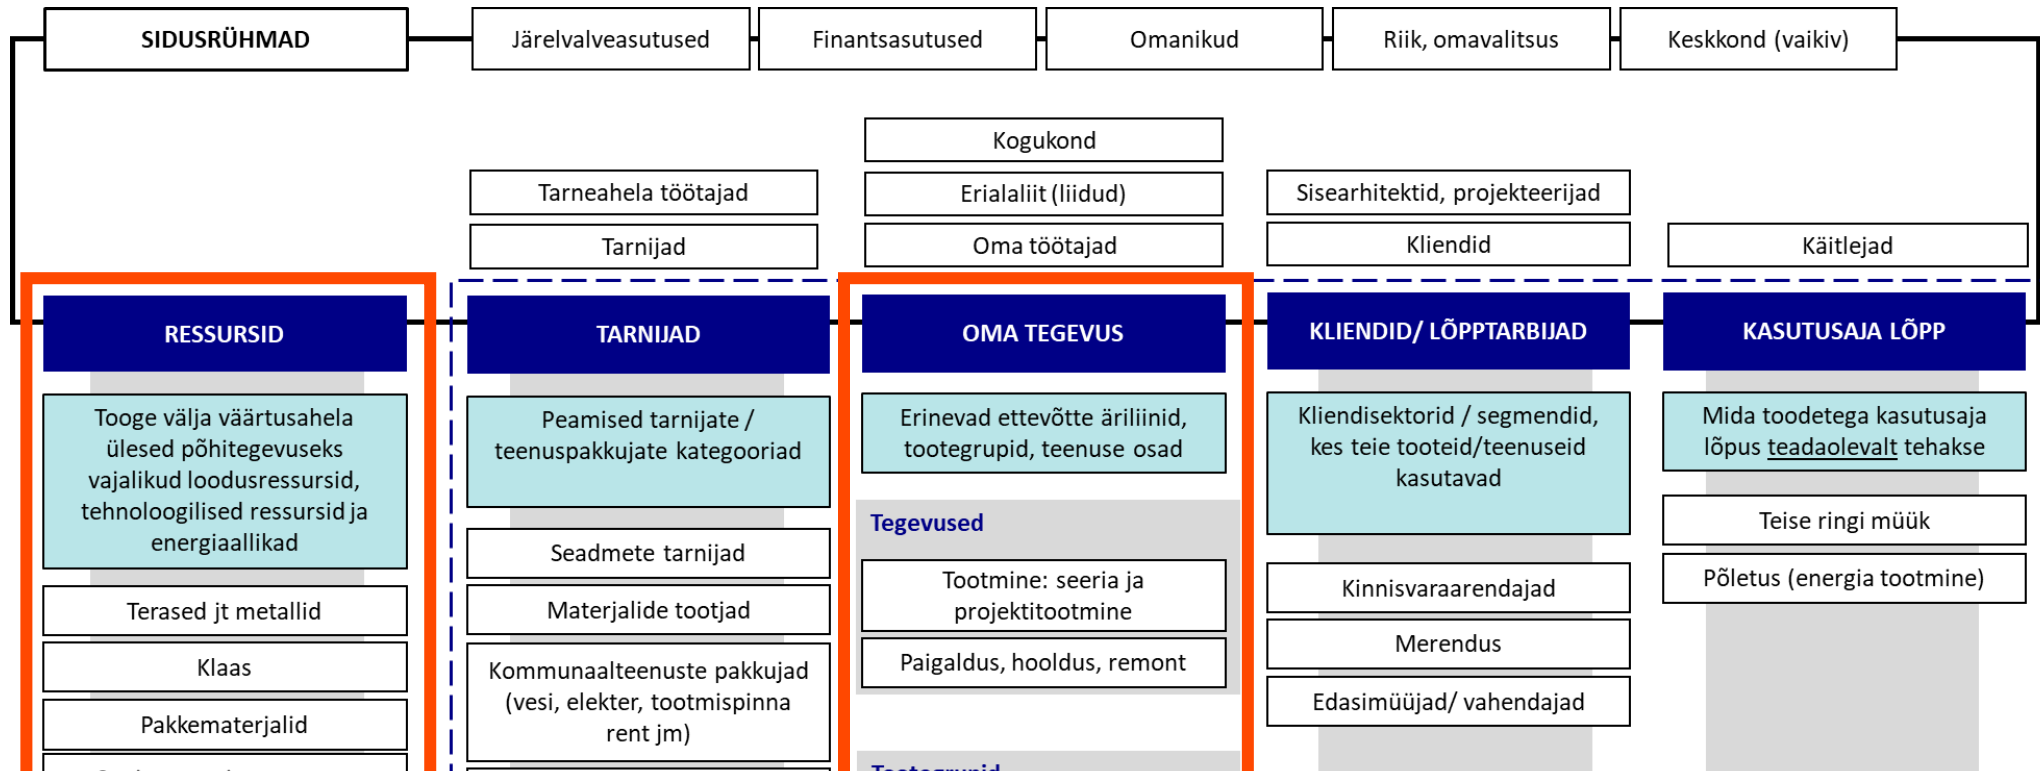 SIDUSRÜHMAD
Järelvalveasutused
Finantsasutused
Omanikud
Riik, omavalitsus
Keskkond (vaikiv)
Kogukond
Tarneahela töötajad
Erialaliit (liidud)
Sisearhitektid, projekteerijad
Tarnijad
Oma töötajad
Kliendid
Käitlejad
RESSURSID
Tooge välja väärtusahela
ülesed põhitegevuseks
vajalikud loodusressursid,
tehnoloogilised ressursid ja
energiaallikad
Terased jt metallid
Klaas
Pakkematerjalid
TARNIJAD
Peamised tarnijate /
teenuspakkujate kategooriad
Seadmete tarnijad
Materjalide tootjad
Kommunaalteenuste pakkujad
(vesi, elekter, tootmispinna
rent jm)
OMA TEGEVUS
Erinevad ettevõtte äriliinid,
tootegrupid, teenuse osad
Tegevused
Tootmine: seeria ja
projektitootmine
Paigaldus, hooldus, remont
Tootegrupid
KLIENDID/ LÕPPTARBIJAD
Kliendisektorid / segmendid,
kes teie tooteid/teenuseid
kasutavad
Kinnisvaraarendajad
Merendus
Edasimüüjad/ vahendajad
KASUTUSAJA LÕPP
Mida toodetega kasutusaja
lõpus teadaolevalt tehakse
Teise ringi müük
Põletus (energia tootmine)